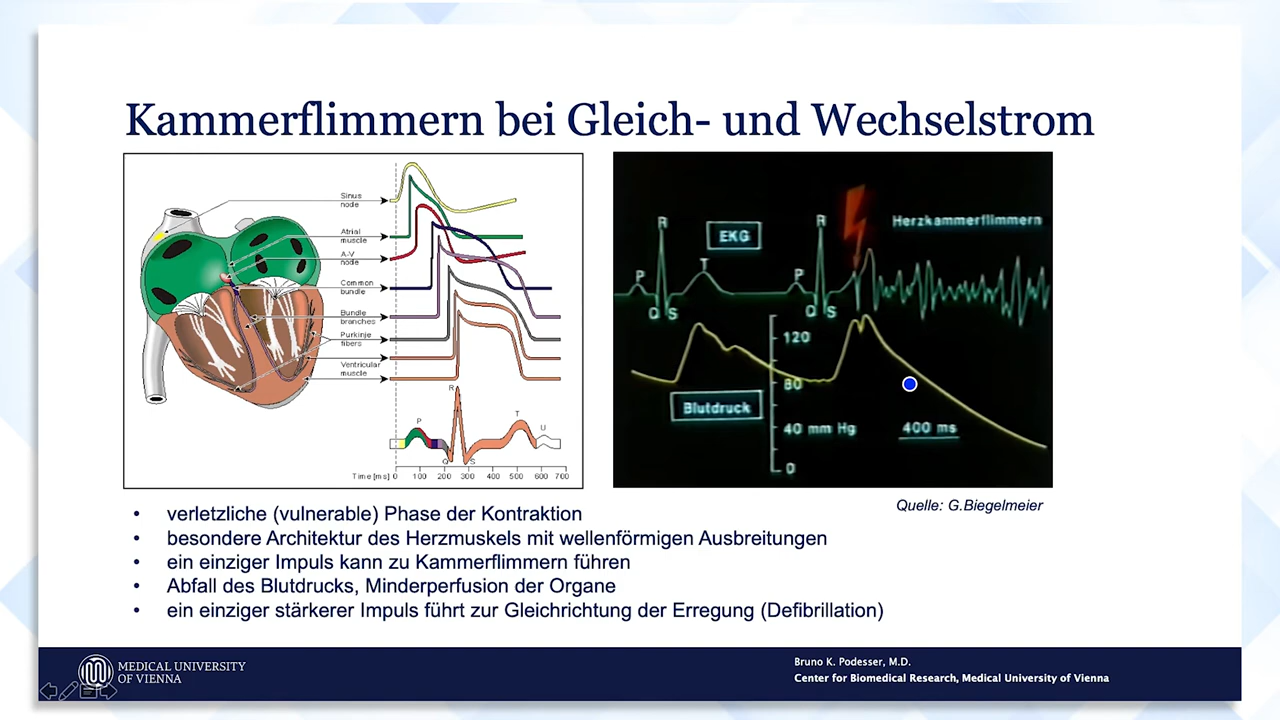 Kammerflimmern bei Gleich- und Wechselstrom
Sinus
node
Atrial
muscle
A-V
node
Common
bundle
Bundle
branches
Purkinje
fibers
Ventricular
muscle
R
P
T
U
Q
S
Time [ms]
0
100
200
300
400
500
600
700
R
EKG
P
T
Q S
R
P
Q S
Herzkammerflimmern
120
80
Blutdruck
40 mm Hg
400 ms
0
Quelle: G.Biegelmeier
• verletzliche (vulnerable) Phase der Kontraktion
• besondere Architektur des Herzmuskels mit wellenförmigen Ausbreitungen
• ein einziger Impuls kann zu Kammerflimmern führen
• Abfall des Blutdrucks, Minderperfusion der Organe
• ein einziger stärkerer Impuls führt zur Gleichrichtung der Erregung (Defibrillation)
MEDICAL UNIVERSITY
OF VIENNA
Bruno K. Podesser, M.D.
Center for Biomedical Research, Medical University of Vienna